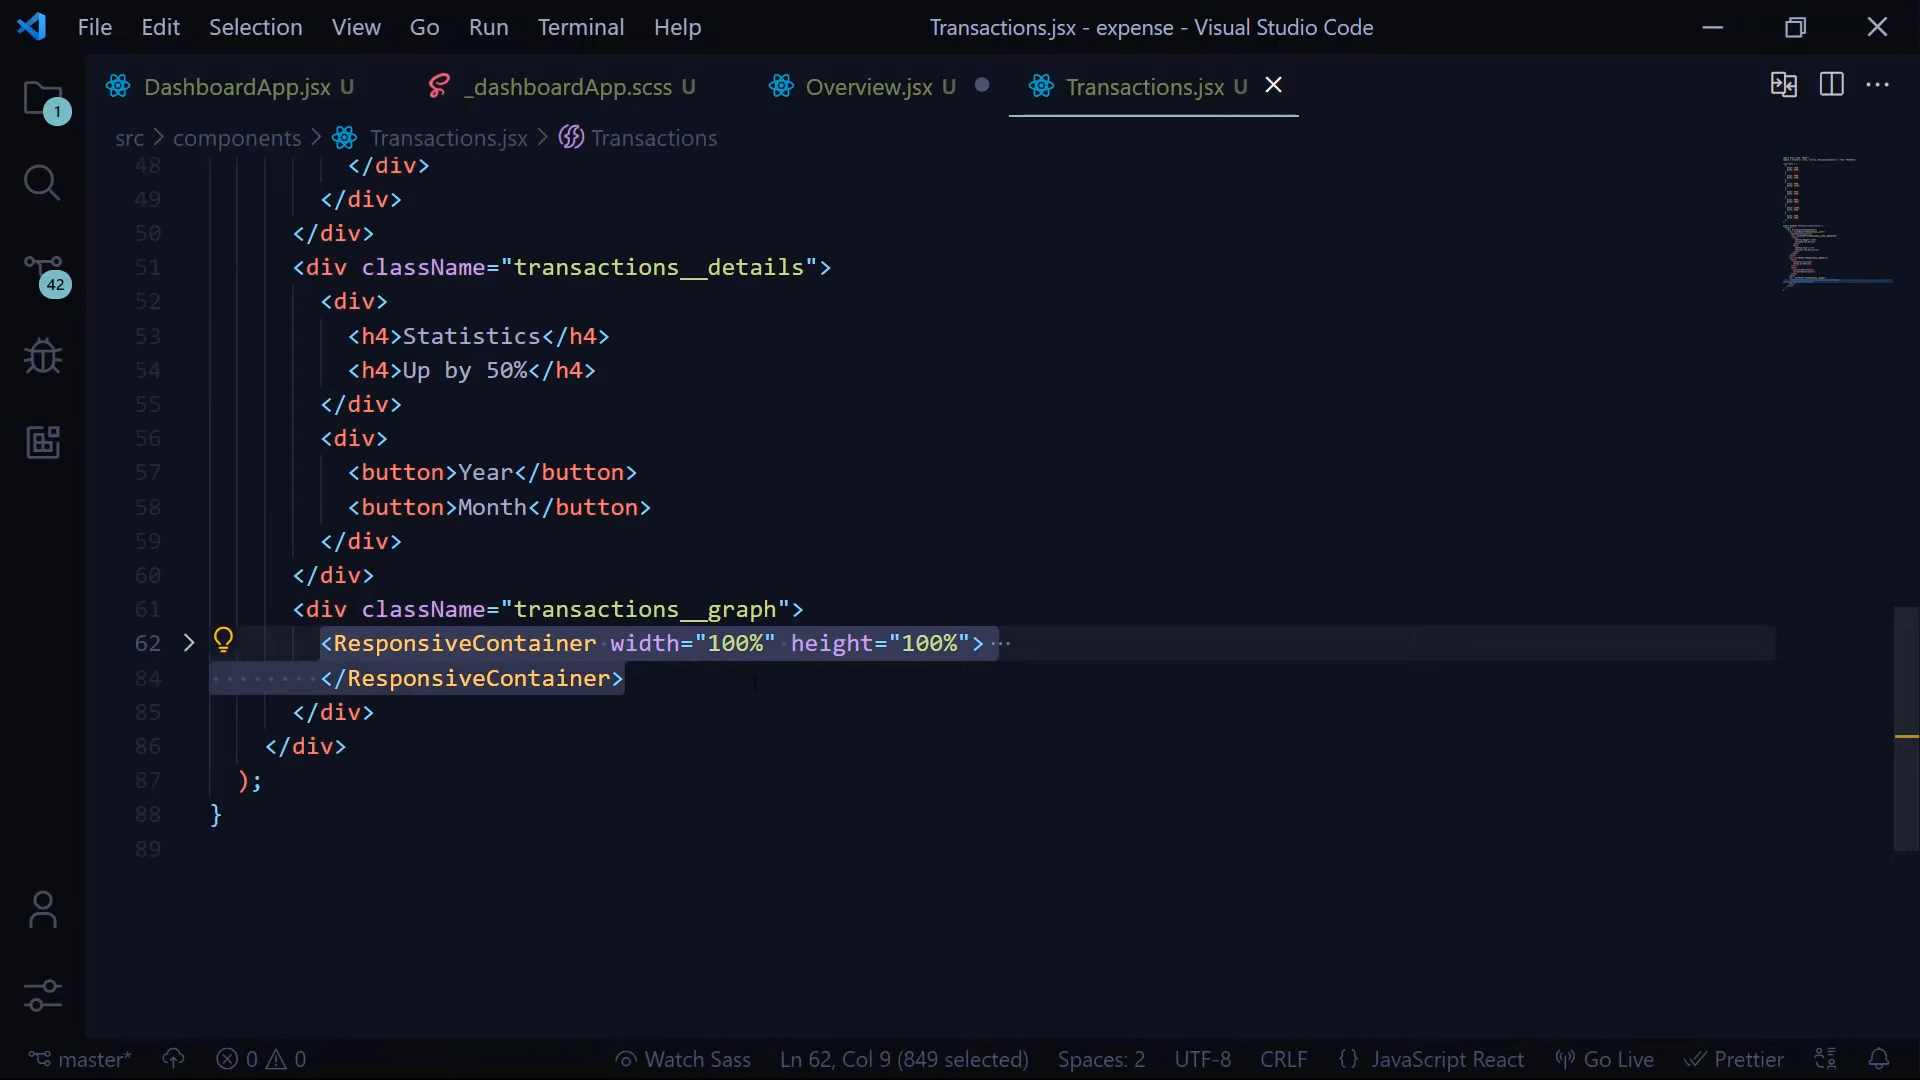 File Edit Selection View Go Run Terminal Help Transactions.jsx - expense - Visual Studio Code
DashboardApp.jsx U _dashboardApp.scss U Overview.jsx U Transactions.jsx U
src > components > Transactions.jsx > Transactions
48 </div>
49 </div>
50 </div>
51 <div className="transactions__details">
52 <div>
53 <h4>Statistics</h4>
54 <h4>Up by 50%</h4>
55 </div>
56 <div>
57 <button>Year</button>
58 <button>Month</button>
59 </div>
60 </div>
61 <div className="transactions__graph">
62 <ResponsiveContainer width="100%" height="100%"> ···
84 </ResponsiveContainer>
85 </div>
86 </div>
87 );
88 }
89
1
42
master* 0 0 Watch Sass Ln 62, Col 9 (849 selected) Spaces: 2 UTF-8 CRLF {} JavaScript React Go Live Prettier